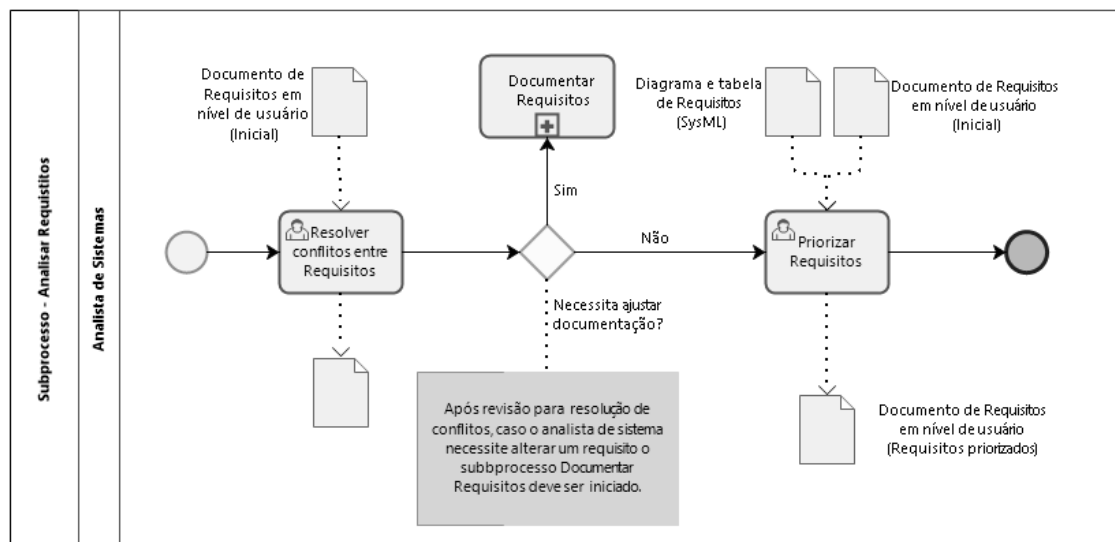 Subprocesso - Analisar Requistitos
Analista de Sistemas
Documento de
Requisitos em
nível de usuário
(Inicial)
Resolver
conflitos entre
Requisitos
Documentar
Requisitos
Sim
Não
Necessita ajustar
documentação?
Após revisão para resolução de
conflitos, caso o analista de sistema
necessite alterar um requisito o
subbprocesso Documentar
Requisitos deve ser iniciado.
Diagrama e tabela
de Requisitos
(SysML)
Documento de Requisitos
em nível de usuário
(Inicial)
Priorizar
Requisitos
Documento de Requisitos
em nível de usuário
(Requisitos priorizados)